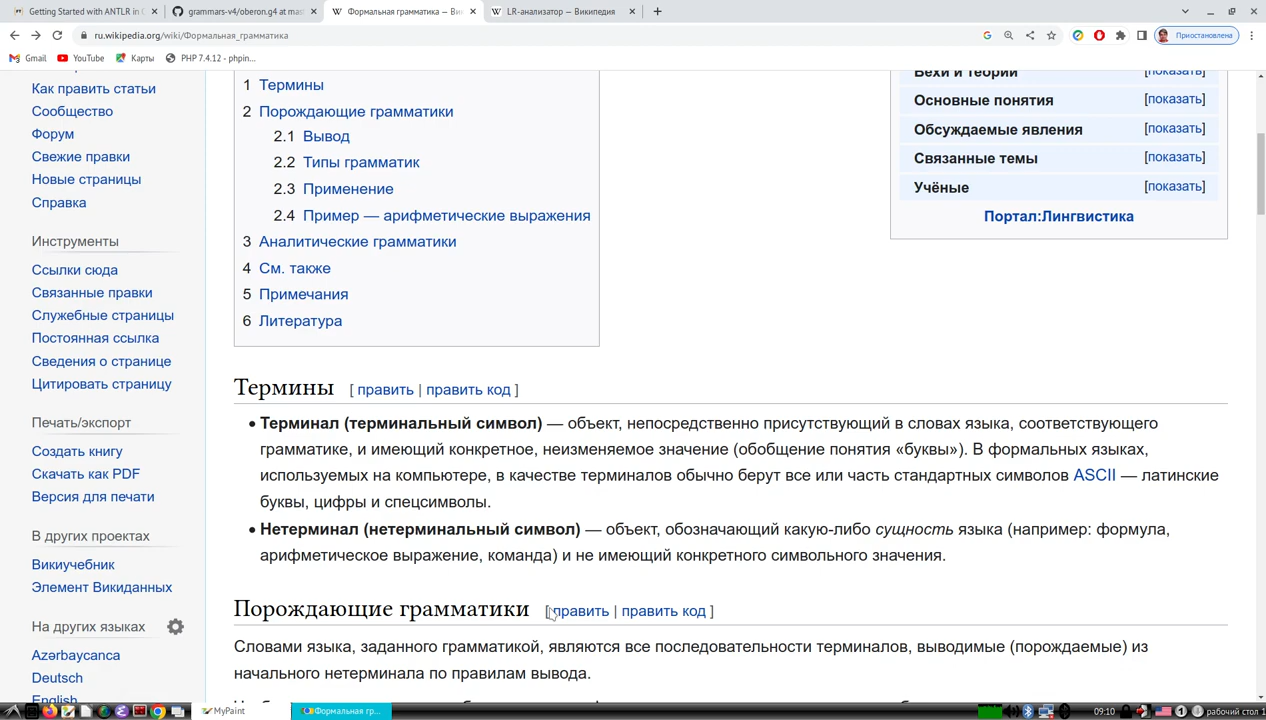 Getting Started with ANTLR in C
grammars-v4/oberon.g4 at mas
Формальная грамматика — Ви
LR-анализатор — Википедия
ru.wikipedia.org/wiki/Формальная_грамматика
Приостановлена
Gmail
YouTube
Карты
PHP 7.4.12 - phpin...
Как править статьи
Сообщество
Форум
Свежие правки
Новые страницы
Справка
Инструменты
Ссылки сюда
Связанные правки
Служебные страницы
Постоянная ссылка
Сведения о странице
Цитировать страницу
Печать/экспорт
Создать книгу
Скачать как PDF
Версия для печати
В других проектах
Викиучебник
Элемент Викиданных
На других языках
Azərbaycanca
Deutsch
English
1 Термины
2 Порождающие грамматики
2.1 Вывод
2.2 Типы грамматик
2.3 Применение
2.4 Пример — арифметические выражения
3 Аналитические грамматики
4 См. также
5 Примечания
6 Литература
Вехи и теории [показать]
Основные понятия [показать]
Обсуждаемые явления [показать]
Связанные темы [показать]
Учёные [показать]
Портал:Лингвистика
Термины [ править | править код ]
• Терминал (терминальный символ) — объект, непосредственно присутствующий в словах языка, соответствующего
грамматике, и имеющий конкретное, неизменяемое значение (обобщение понятия «буквы»). В формальных языках,
используемых на компьютере, в качестве терминалов обычно берут все или часть стандартных символов ASCII — латинские
буквы, цифры и спецсимволы.
• Нетерминал (нетерминальный символ) — объект, обозначающий какую-либо сущность языка (например: формула,
арифметическое выражение, команда) и не имеющий конкретного символьного значения.
Порождающие грамматики [ править | править код ]
Словами языка, заданного грамматикой, являются все последовательности терминалов, выводимые (порождаемые) из
начального нетерминала по правилам вывода.
MyPaint
Формальная гр...
09:10
рабочий стол 1